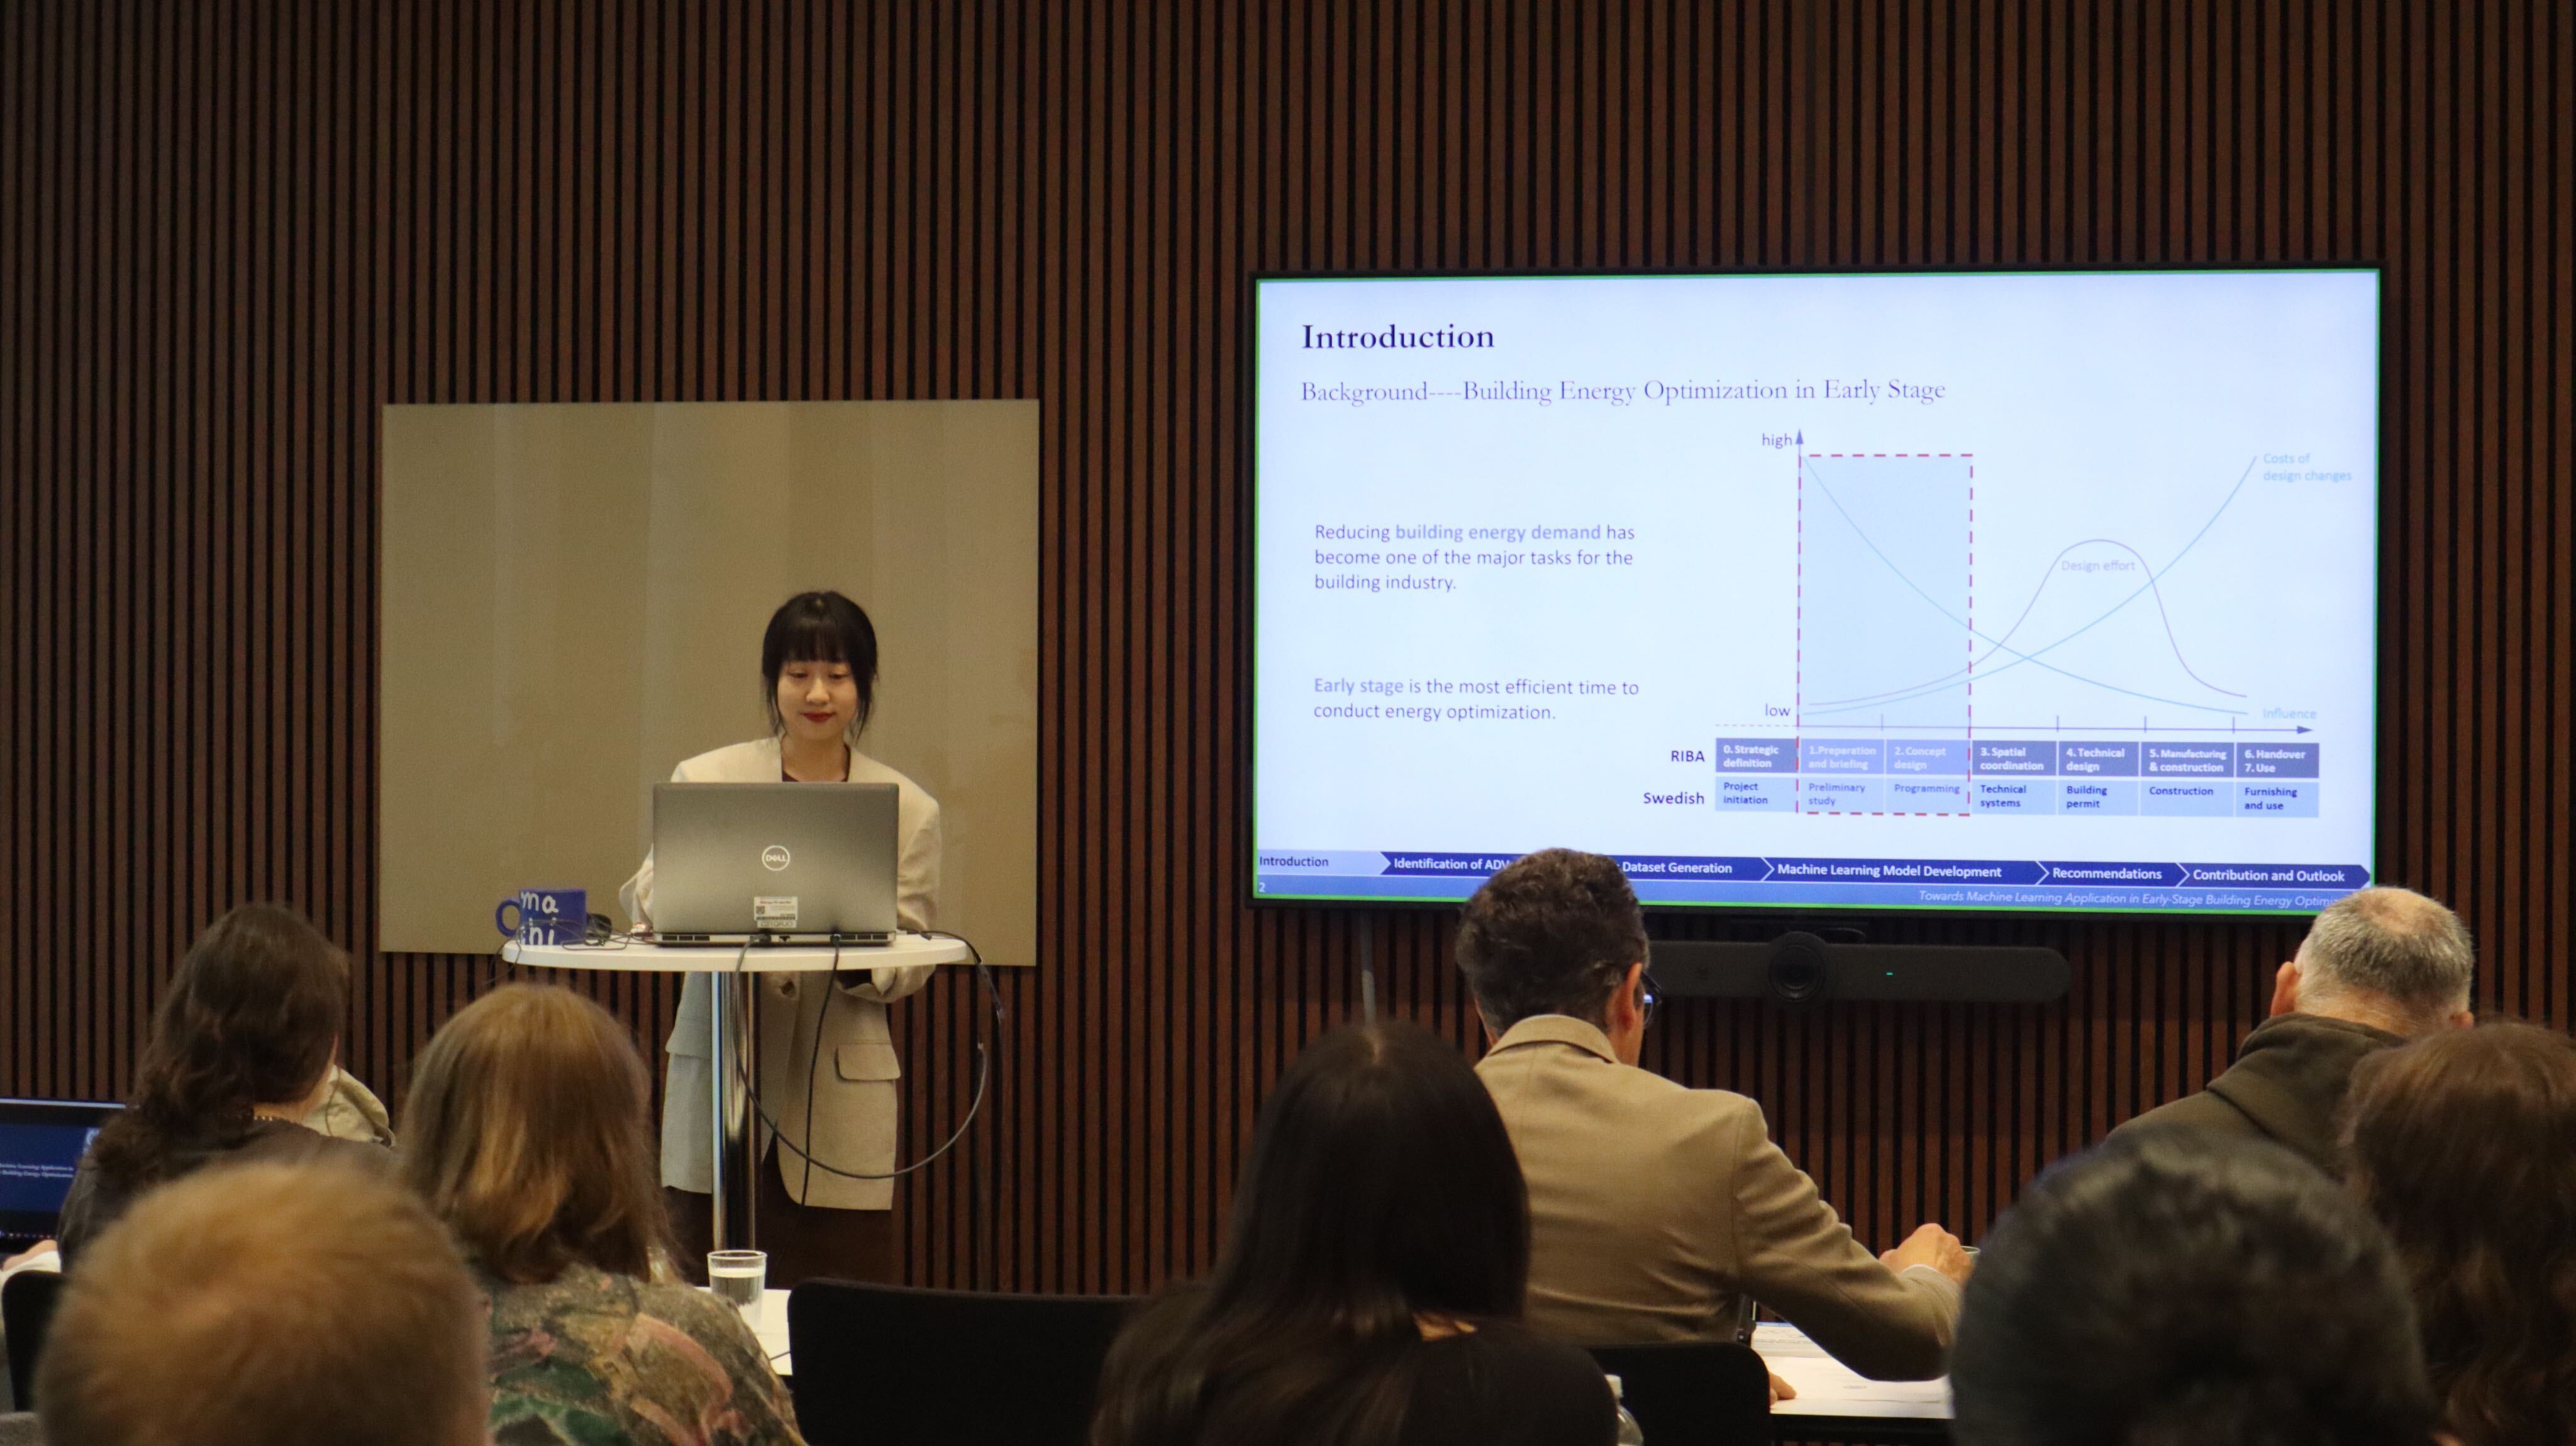 Introduction
Background----Building Energy Optimization in Early Stage
high
Costs of
design changes
Reducing building energy demand has
become one of the major tasks for the
building industry.
Design effort
Early stage is the most efficient time to
conduct energy optimization.
low
Influence
RIBA
0. Strategic
definition
1.Preparation
and briefing
2. Concept
design
3. Spatial
coordination
4. Technical
design
5. Manufacturing
& construction
6. Handover
7. Use
Swedish
Project
initiation
Preliminary
study
Programming
Technical
systems
Building
permit
Construction
Furnishing
and use
Introduction
Identification of
Dataset Generation
Machine Learning Model Development
Recommendations
Contribution and Outlook
2
Towards Machine Learning Application in Early-Stage Building Energy
DELL
ma